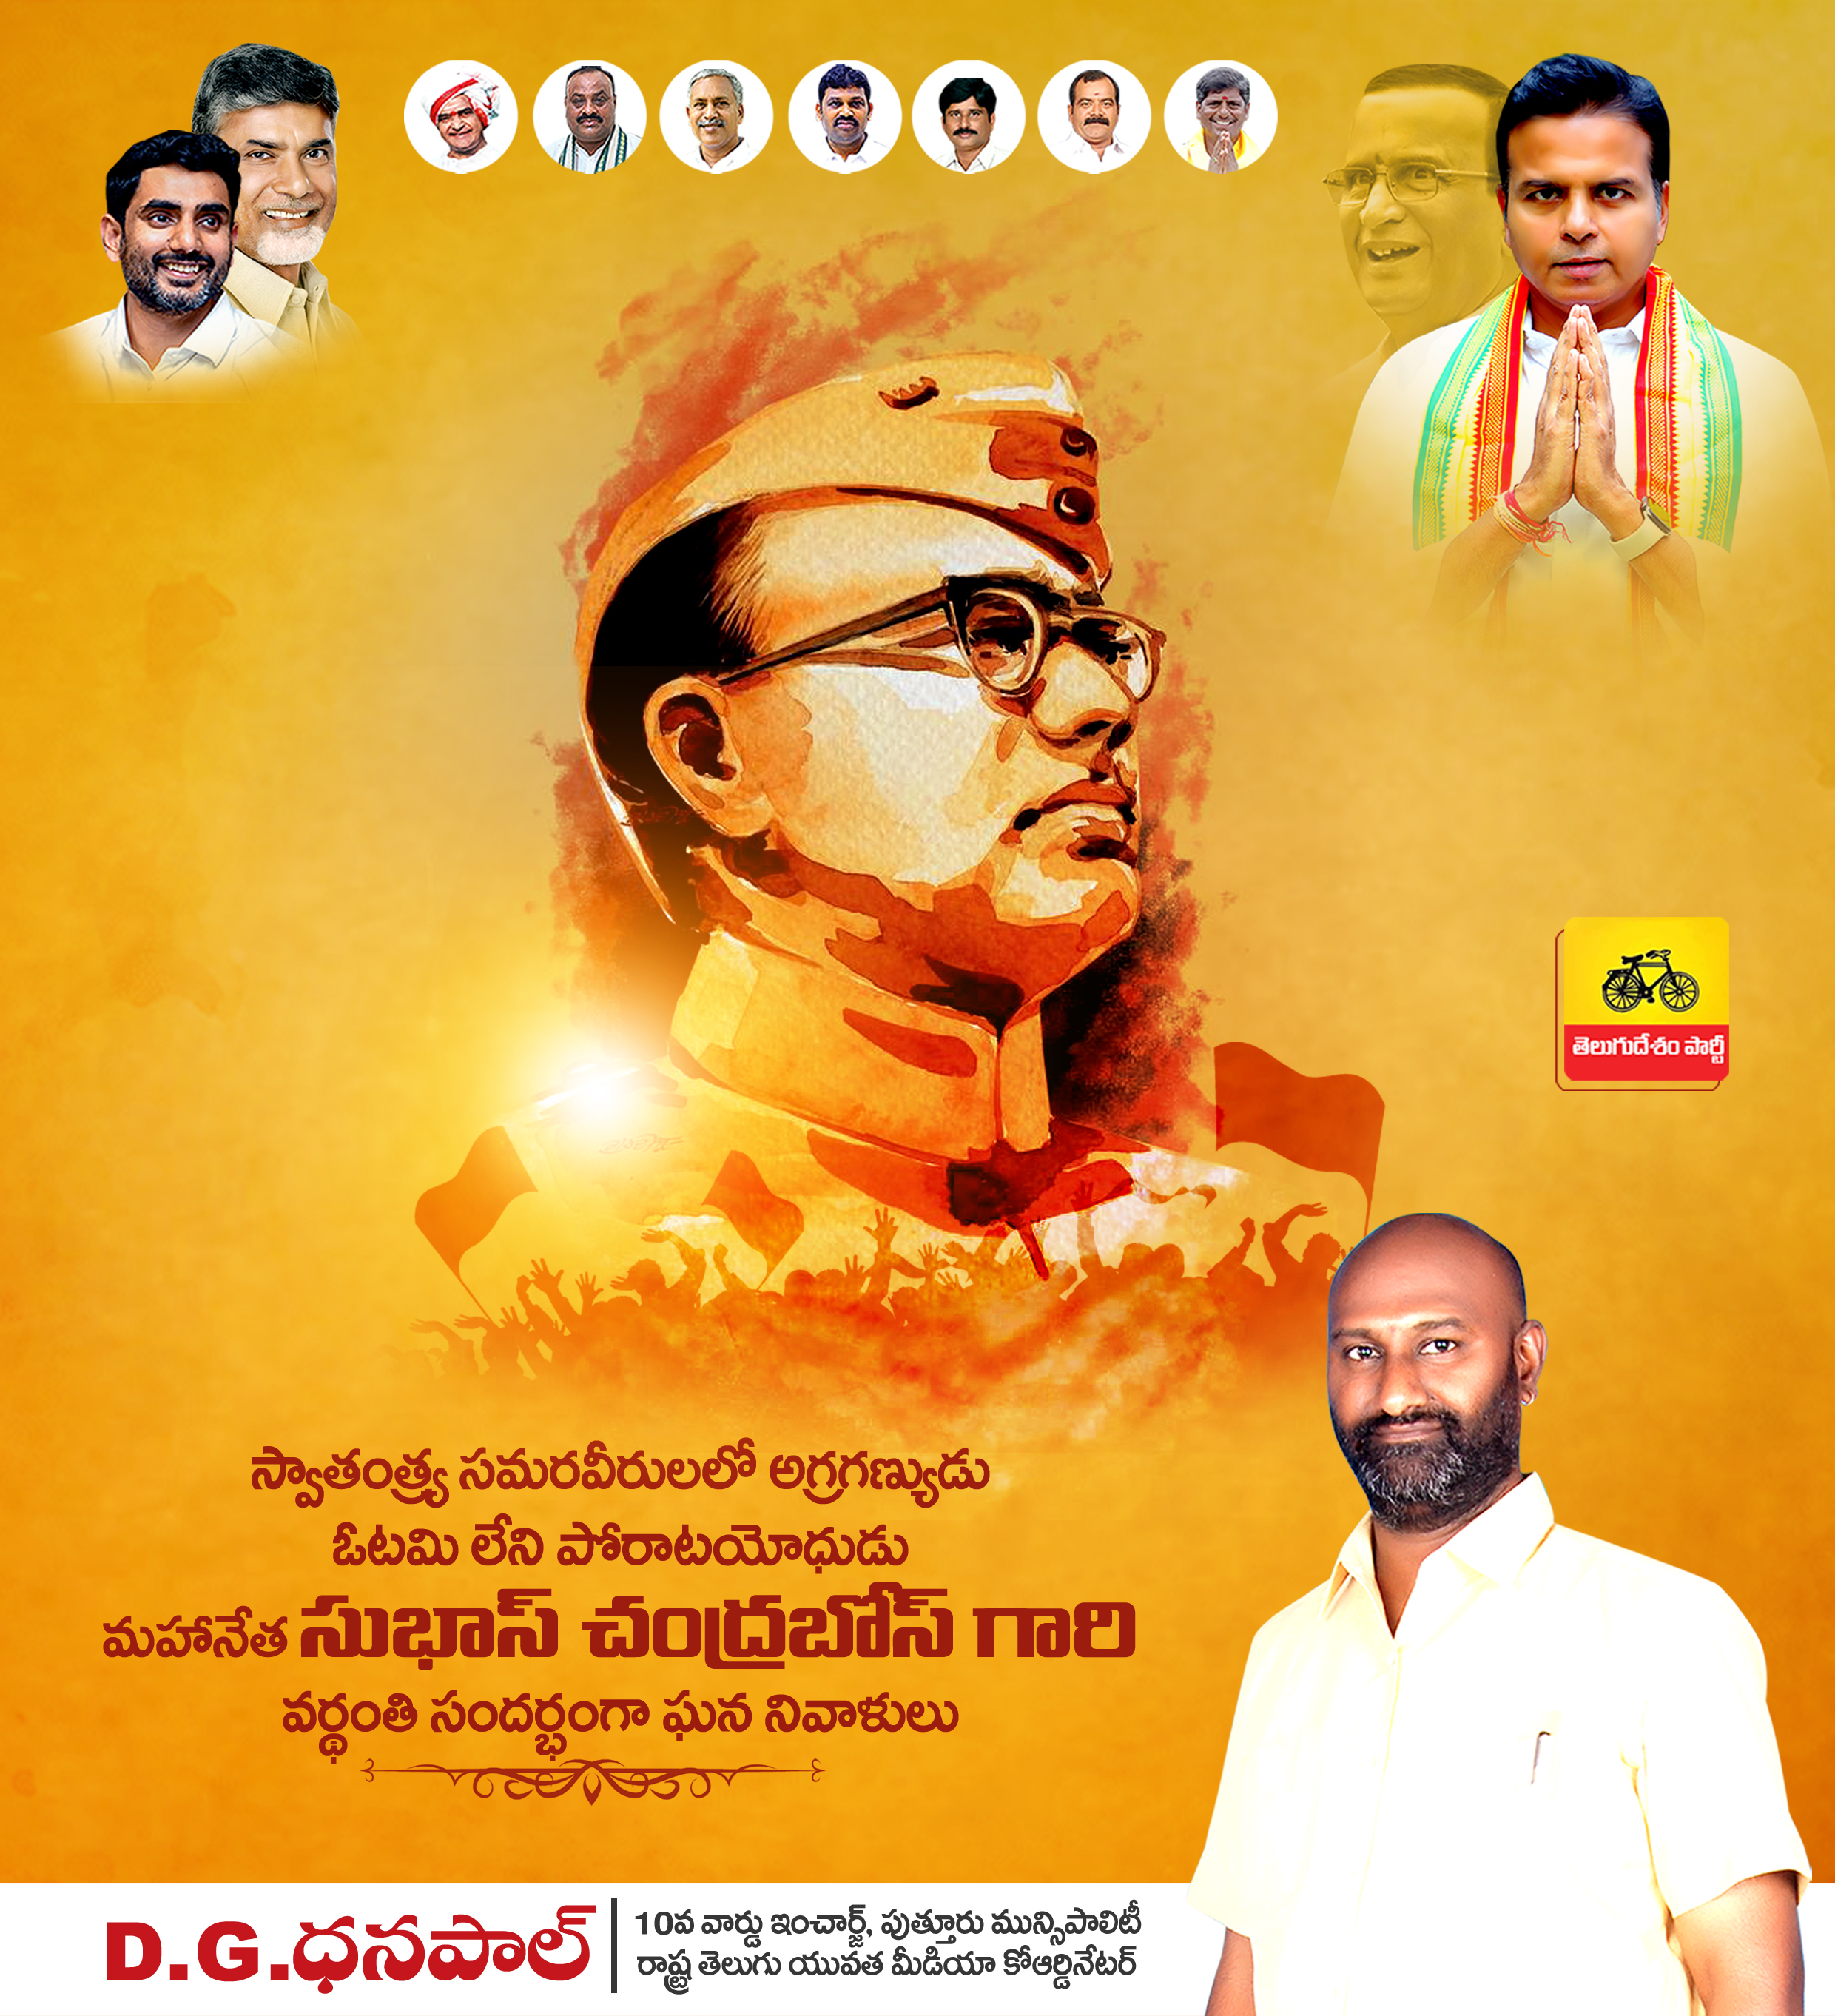 తెలుగుదేశం పార్టీ
స్వాతంత్ర్య సమరవీరులలో అగ్రగణ్యుడు
ఓటమి లేని పోరాటయోధుడు
మహానేత సుభాస్ చంద్రబోస్ గారి
వర్థంతి సందర్భంగా ఘన నివాళులు
D.G.ధనపాల్
10వ వార్డు ఇంచార్జ్, పుత్తూరు మున్సిపాలిటీ
రాష్ట్ర తెలుగు యువత మీడియా కోఆర్డినేటర్